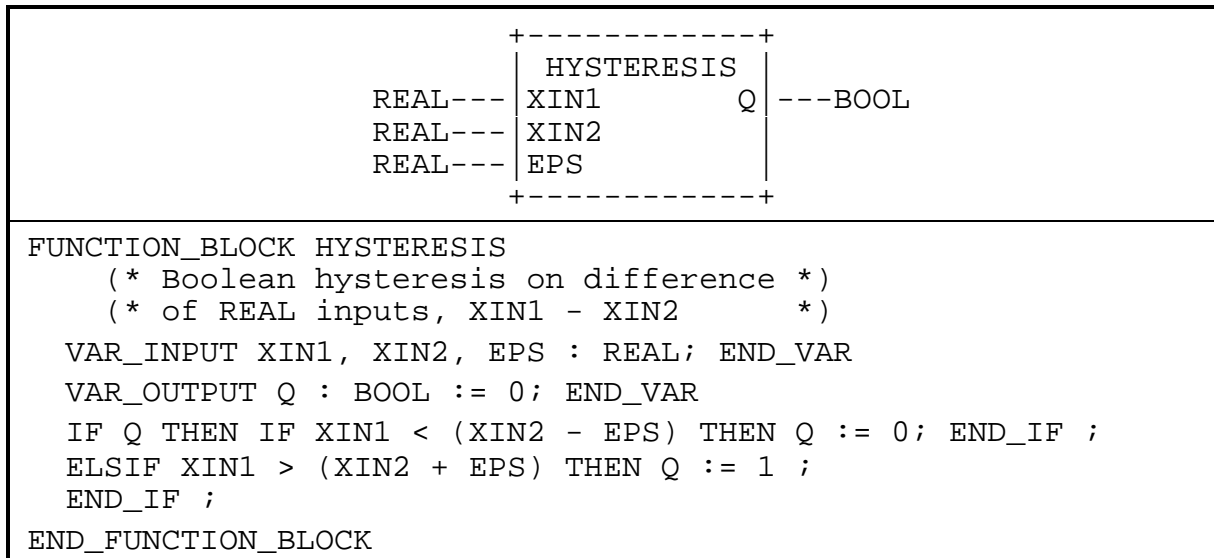 +------------+
| HYSTERESIS |
REAL---|XIN1 Q|---BOOL
REAL---|XIN2 |
REAL---|EPS |
+------------+
FUNCTION_BLOCK HYSTERESIS
(* Boolean hysteresis on difference *)
(* of REAL inputs, XIN1 - XIN2 *)
VAR_INPUT XIN1, XIN2, EPS : REAL; END_VAR
VAR_OUTPUT Q : BOOL := 0; END_VAR
IF Q THEN IF XIN1 < (XIN2 - EPS) THEN Q := 0; END_IF ;
ELSIF XIN1 > (XIN2 + EPS) THEN Q := 1 ;
END_IF ;
END_FUNCTION_BLOCK